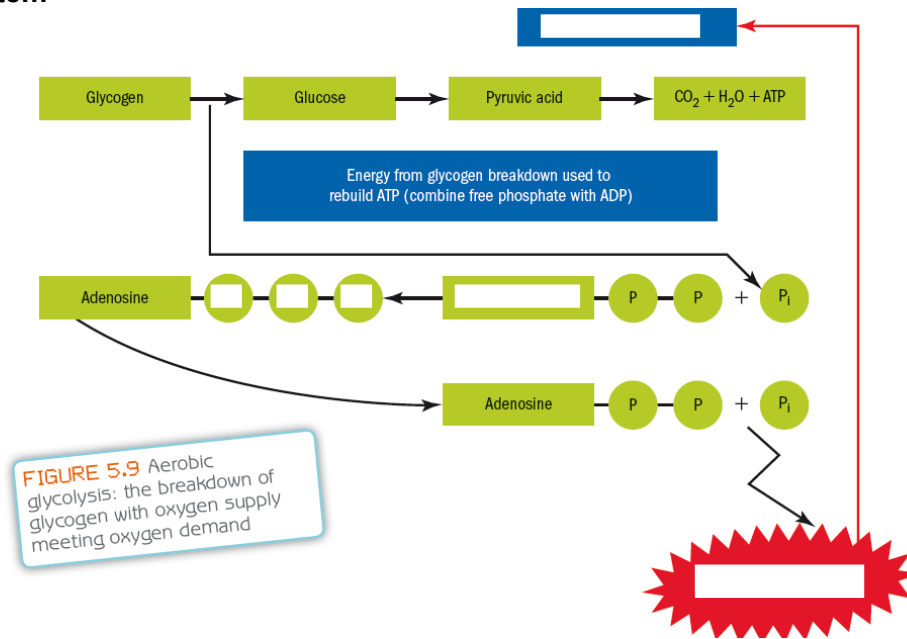 Glycogen Glucose Pyruvic acid CO₂ + H₂O + ATP
Energy from glycogen breakdown used to
rebuild ATP (combine free phosphate with ADP)
Adenosine P P + Pᵢ
Adenosine P P + Pᵢ
FIGURE 5.9 Aerobic
glycolysis: the breakdown of
glycogen with oxygen supply
meeting oxygen demand